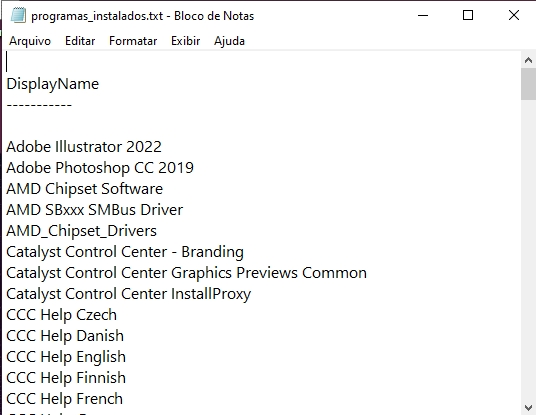 programas_instalados.txt - Bloco de Notas
Arquivo Editar Formatar Exibir Ajuda
DisplayName
-----------
Adobe Illustrator 2022
Adobe Photoshop CC 2019
AMD Chipset Software
AMD SBxxx SMBus Driver
AMD_Chipset_Drivers
Catalyst Control Center - Branding
Catalyst Control Center Graphics Previews Common
Catalyst Control Center InstallProxy
CCC Help Czech
CCC Help Danish
CCC Help English
CCC Help Finnish
CCC Help French